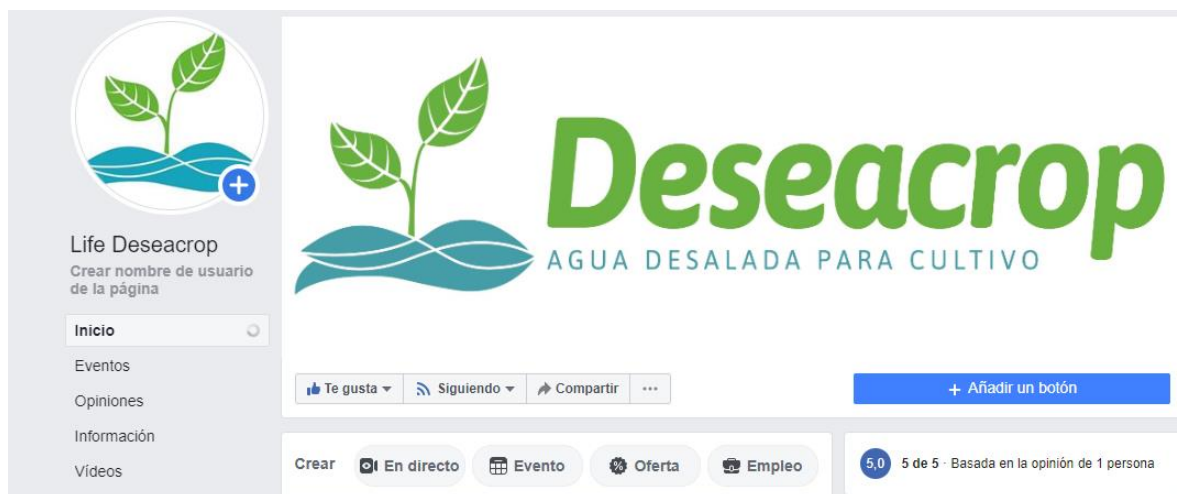 Deseacrop
AGUA DESALADA PARA CULTIVO
Life Deseacrop
Crear nombre de usuario
de la página
Inicio
Eventos
Opiniones
Información
Vídeos
Te gusta
Siguiendo
Compartir
...
+ Añadir un botón
Crear
En directo
Evento
Oferta
Empleo
5,0
5 de 5 · Basada en la opinión de 1 persona